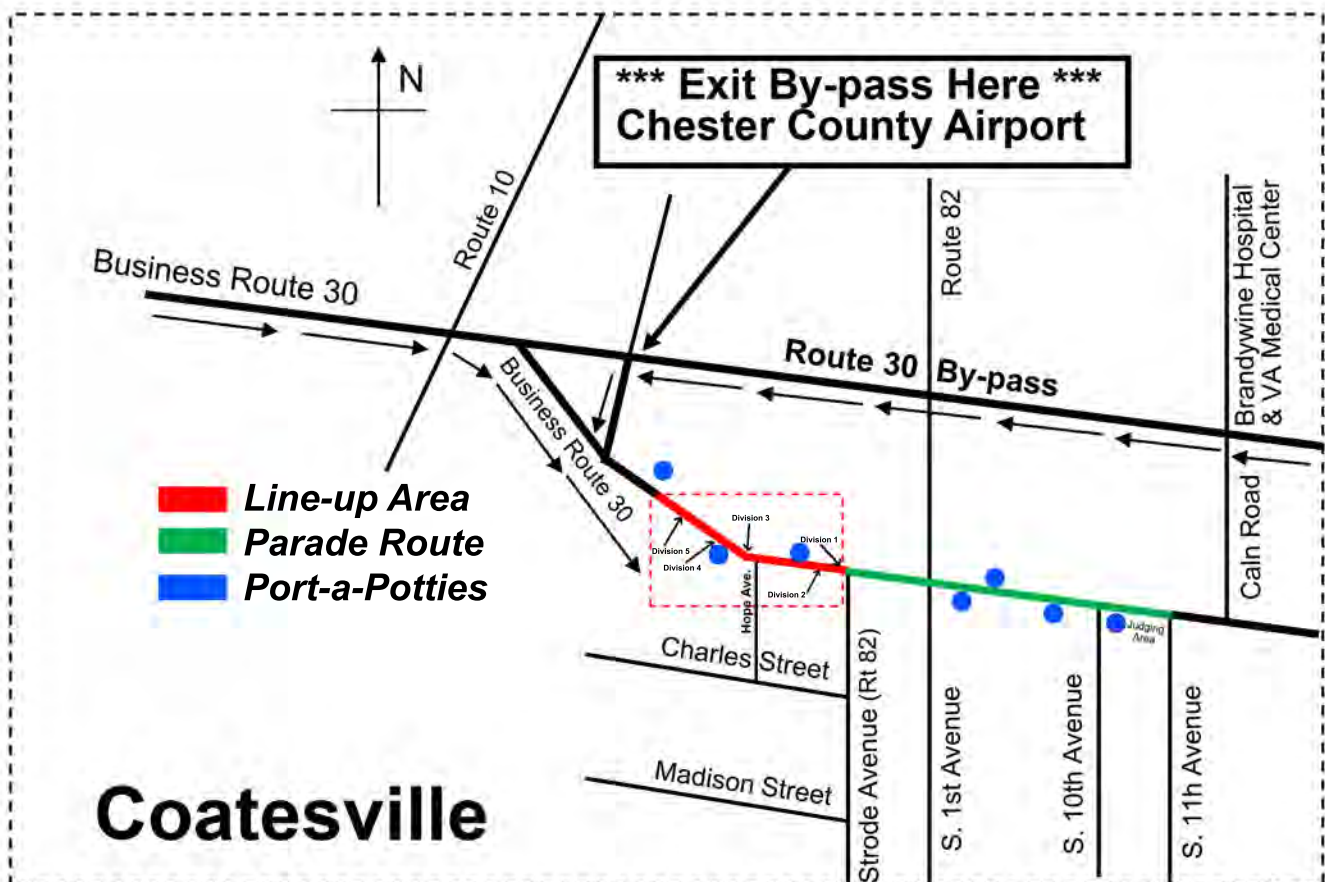 *** Exit By-pass Here ***
Chester County Airport
N
Route 10
Route 82
Brandywine Hospital
& VA Medical Center
Business Route 30
Route 30 By-pass
Business Route 30
Line-up Area
Parade Route
Port-a-Potties
Division 3
Division 1
Division 5
Division 4
Division 2
Hope Ave.
Caln Road
Judging
Area
Charles Street
Madison Street
Strode Avenue (Rt 82)
S. 1st Avenue
S. 10th Avenue
S. 11th Avenue
Coatesville